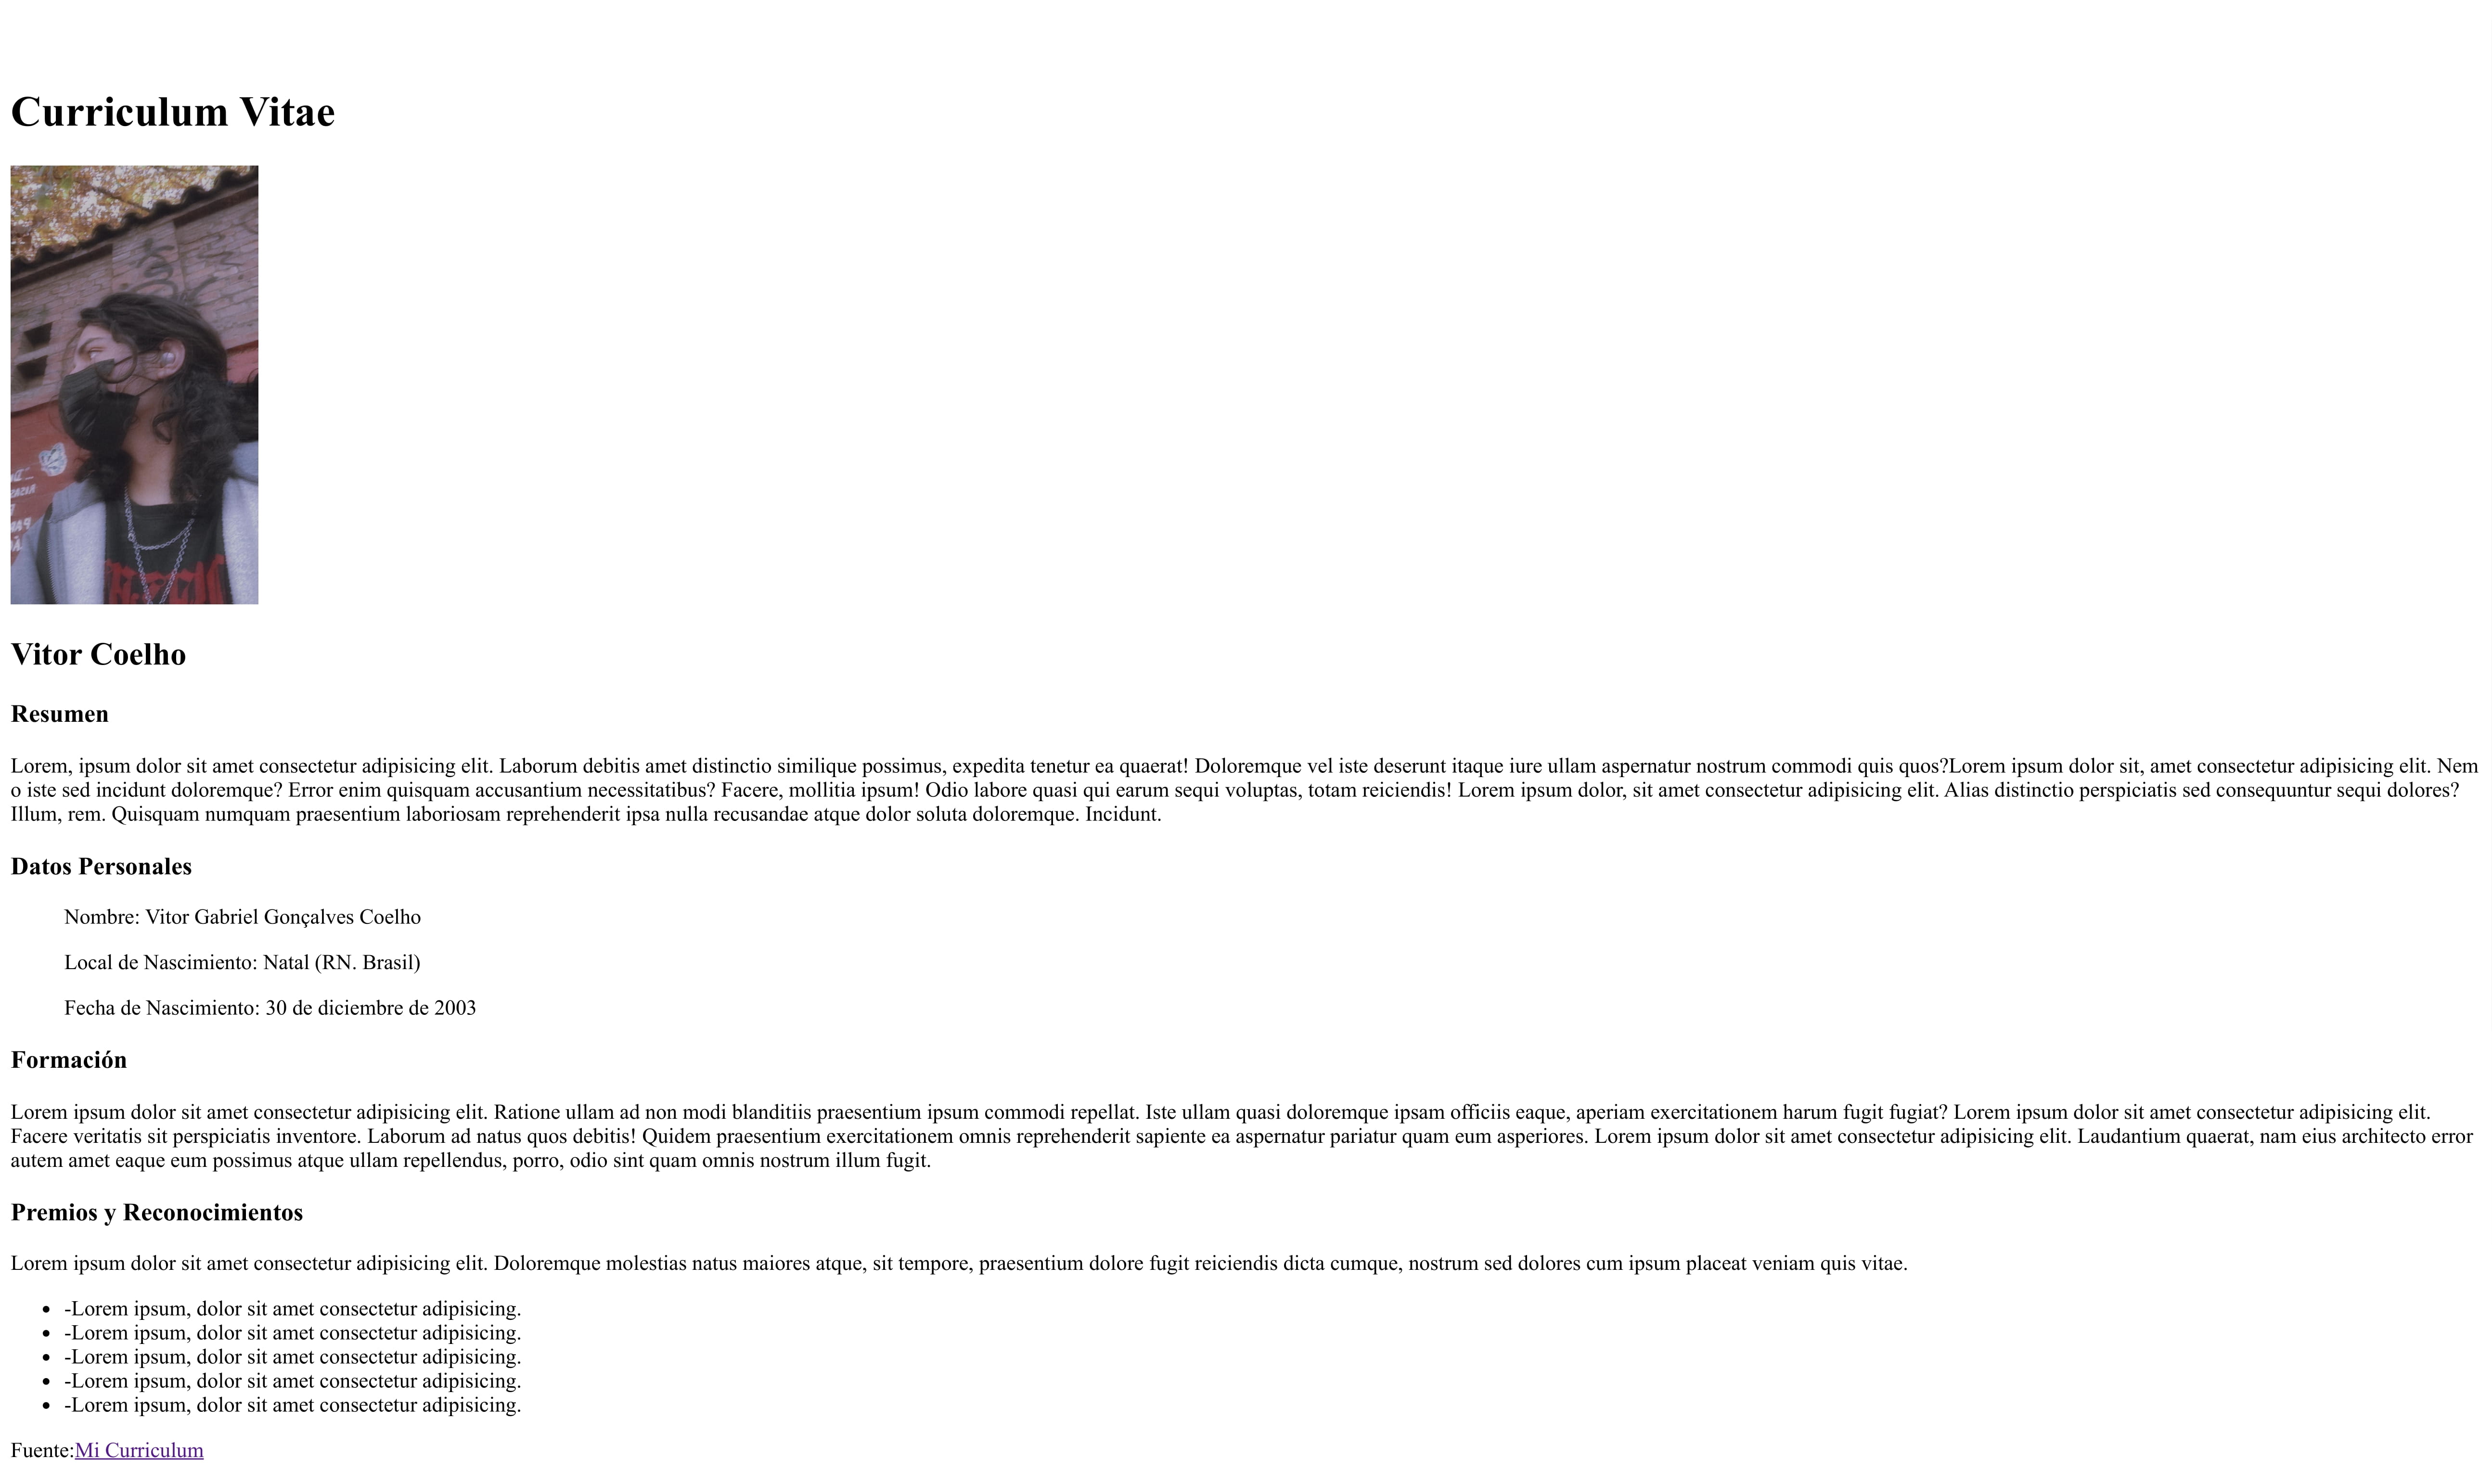 Curriculum Vitae
Vitor Coelho
Resumen
Lorem, ipsum dolor sit amet consectetur adipisicing elit. Laborum debitis amet distinctio similique possimus, expedita tenetur ea quaerat! Doloremque vel iste deserunt itaque iure ullam aspernatur nostrum commodi quis quos?Lorem ipsum dolor sit, amet consectetur adipisicing elit. Nem
o iste sed incidunt doloremque? Error enim quisquam accusantium necessitatibus? Facere, mollitia ipsum! Odio labore quasi qui earum sequi voluptas, totam reiciendis! Lorem ipsum dolor, sit amet consectetur adipisicing elit. Alias distinctio perspiciatis sed consequuntur sequi dolores?
Illum, rem. Quisquam numquam praesentium laboriosam reprehenderit ipsa nulla recusandae atque dolor soluta doloremque. Incidunt.
Datos Personales
Nombre: Vitor Gabriel Gonçalves Coelho
Local de Nascimiento: Natal (RN. Brasil)
Fecha de Nascimiento: 30 de diciembre de 2003
Formación
Lorem ipsum dolor sit amet consectetur adipisicing elit. Ratione ullam ad non modi blanditiis praesentium ipsum commodi repellat. Iste ullam quasi doloremque ipsam officiis eaque, aperiam exercitationem harum fugit fugiat? Lorem ipsum dolor sit amet consectetur adipisicing elit.
Facere veritatis sit perspiciatis inventore. Laborum ad natus quos debitis! Quidem praesentium exercitationem omnis reprehenderit sapiente ea aspernatur pariatur quam eum asperiores. Lorem ipsum dolor sit amet consectetur adipisicing elit. Laudantium quaerat, nam eius architecto error
autem amet eaque eum possimus atque ullam repellendus, porro, odio sint quam omnis nostrum illum fugit.
Premios y Reconocimientos
Lorem ipsum dolor sit amet consectetur adipisicing elit. Doloremque molestias natus maiores atque, sit tempore, praesentium dolore fugit reiciendis dicta cumque, nostrum sed dolores cum ipsum placeat veniam quis vitae.
-Lorem ipsum, dolor sit amet consectetur adipisicing.
-Lorem ipsum, dolor sit amet consectetur adipisicing.
-Lorem ipsum, dolor sit amet consectetur adipisicing.
-Lorem ipsum, dolor sit amet consectetur adipisicing.
-Lorem ipsum, dolor sit amet consectetur adipisicing.
Fuente:Mi Curriculum